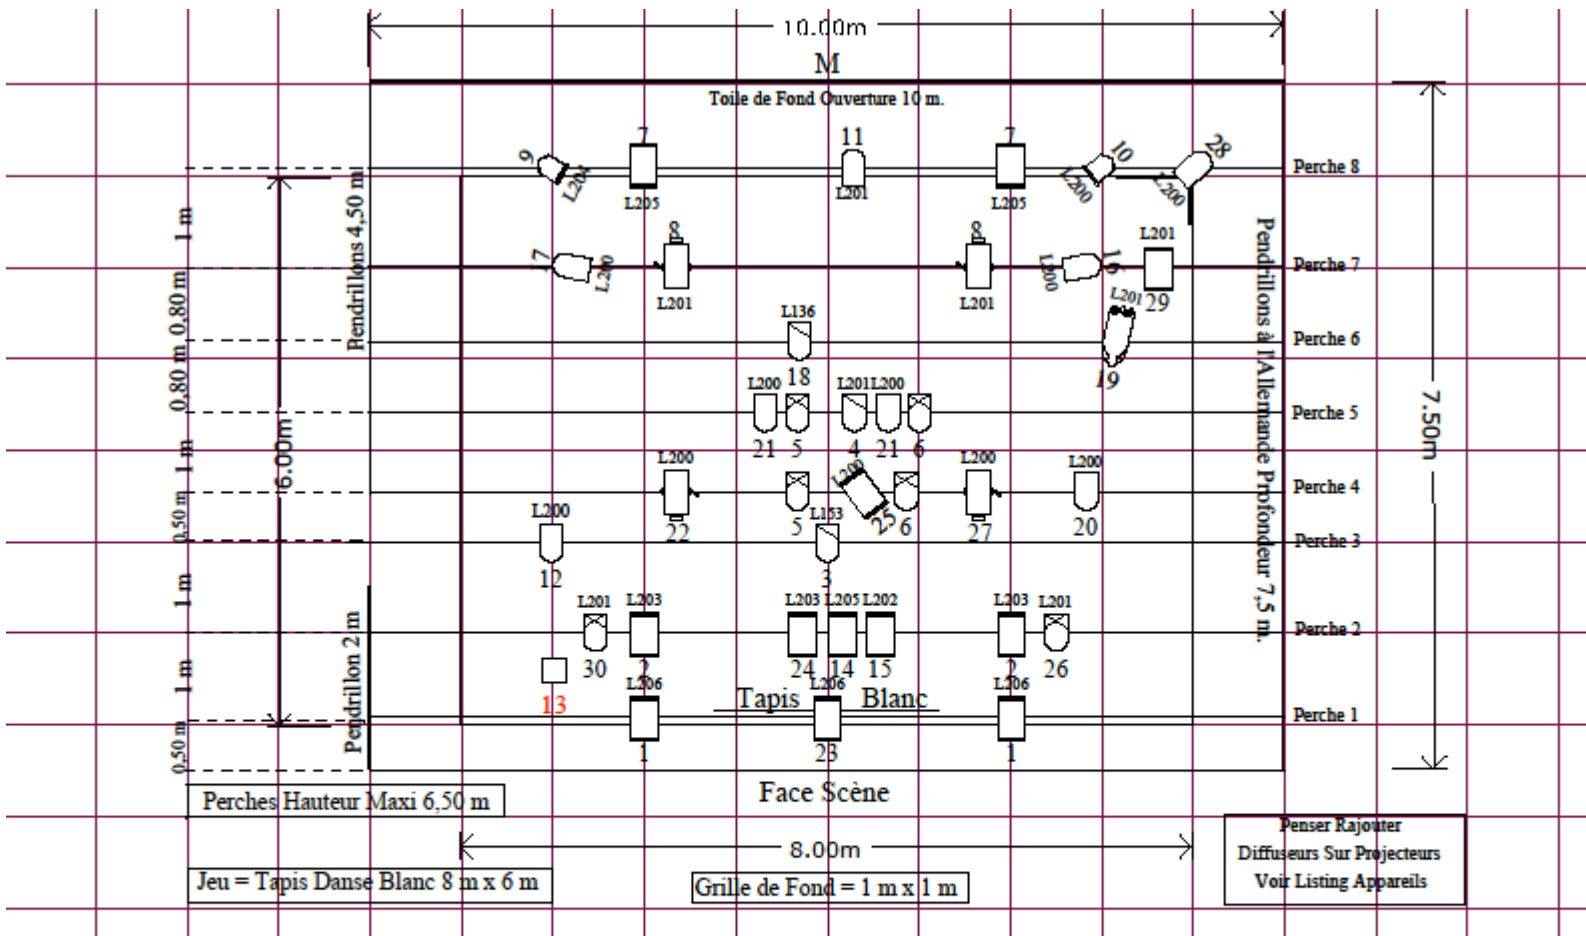 10.00m
M
Toile de Fond Ouverture 10 m.
9
7
11
7
10
28
L204
L205
L201
L205
L200
L200
Perche 8
1 m
Pendrillons 4,50 m
17
8
8
16
L201
L200
L201
L201
L200
29
Perche 7
0,80 m
L136
L201
18
19
Perche 6
0,80 m
L200
L201
L200
21
5
4
21
6
Perche 5
6.00m
7.50m
1 m
L200
L200
L200
L200
22
5
25
6
27
20
Perche 4
0,50 m
L200
L153
12
3
Perche 3
Pendrillons à l'Allemande Profondeur 7,5 m.
1 m
L201
L203
L203
L205
L202
L203
L201
30
2
24
14
15
2
26
Perche 2
1 m
Pendrillon 2 m
13
L206
L206
L206
Tapis Blanc
1
23
1
Perche 1
0,50 m
Face Scène
Perches Hauteur Maxi 6,50 m
8.00m
Jeu = Tapis Danse Blanc 8 m x 6 m
Grille de Fond = 1 m x 1 m
Penser Rajouter
Diffuseurs Sur Projecteurs
Voir Listing Appareils